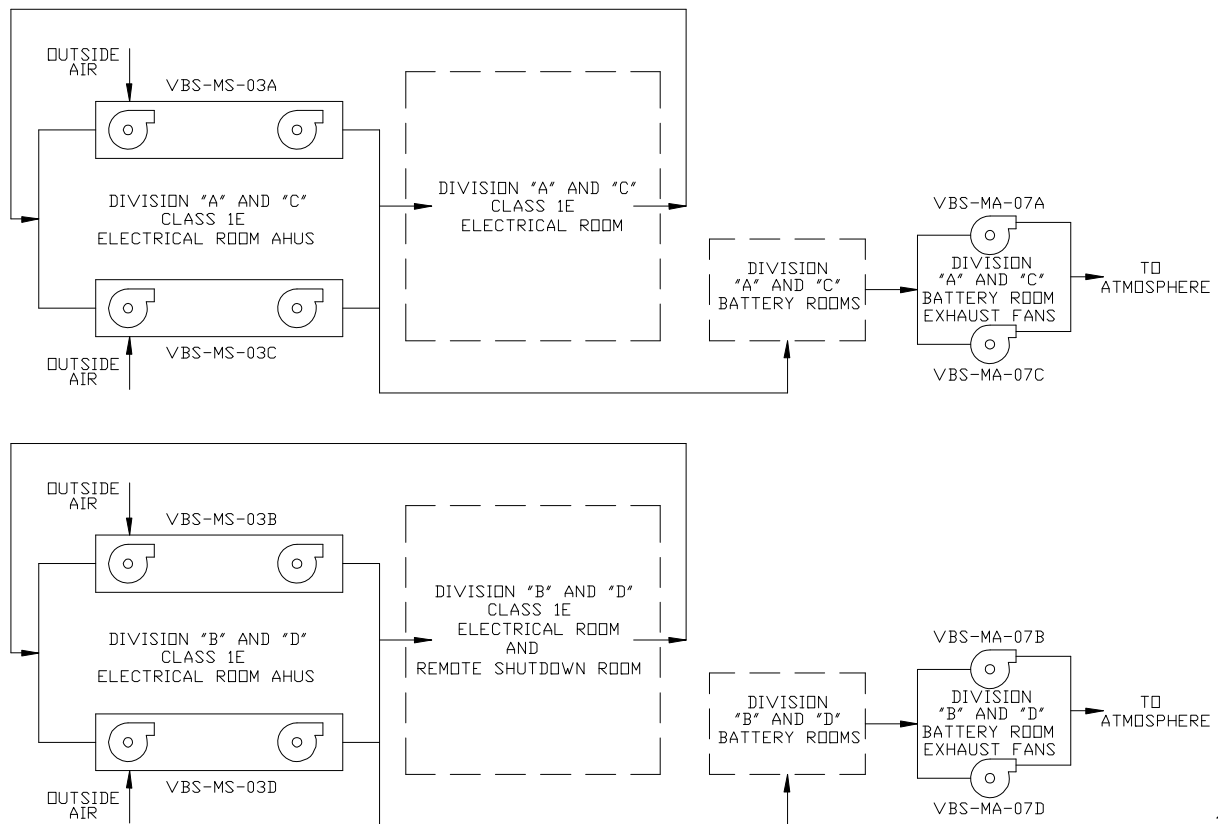 OUTSIDE
AIR
VBS-MS-03A
DIVISION "A" AND "C"
CLASS 1E
ELECTRICAL ROOM AHUS
VBS-MS-03C
OUTSIDE
AIR
DIVISION "A" AND "C"
CLASS 1E
ELECTRICAL ROOM
DIVISION
"A" AND "C"
BATTERY ROOMS
VBS-MA-07A
DIVISION
"A" AND "C"
BATTERY ROOM
EXHAUST FANS
VBS-MA-07C
TO
ATMOSPHERE
OUTSIDE
AIR
VBS-MS-03B
DIVISION "B" AND "D"
CLASS 1E
ELECTRICAL ROOM AHUS
VBS-MS-03D
OUTSIDE
AIR
DIVISION "B" AND "D"
CLASS 1E
ELECTRICAL ROOM
AND
REMOTE SHUTDOWN ROOM
DIVISION
"B" AND "D"
BATTERY ROOMS
VBS-MA-07B
DIVISION
"B" AND "D"
BATTERY ROOM
EXHAUST FANS
VBS-MA-07D
TO
ATMOSPHERE